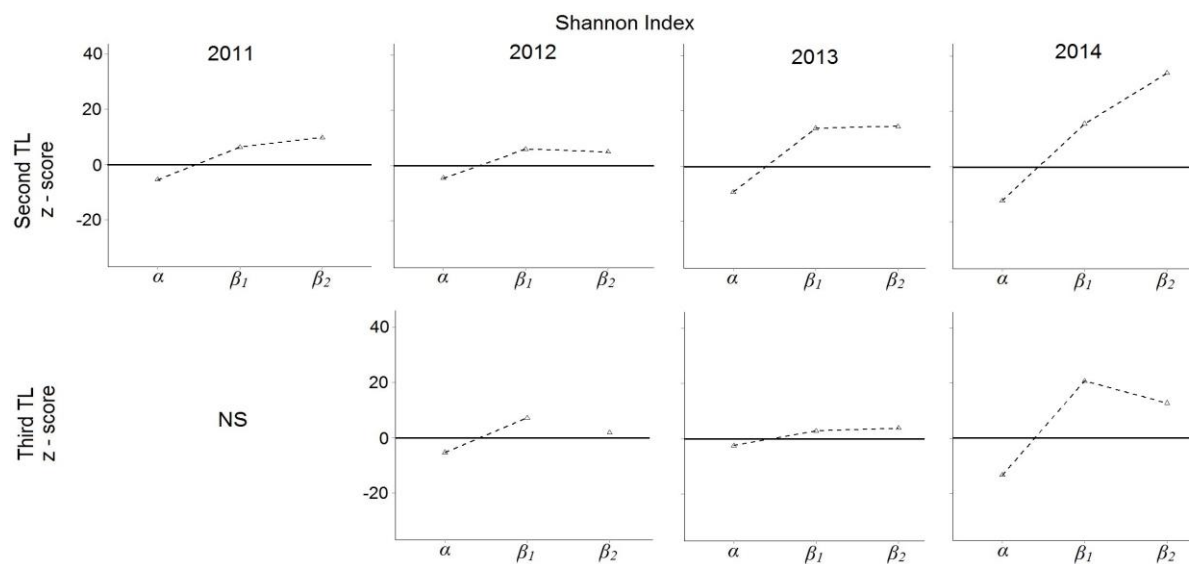 Shannon Index
2011 2012 2013 2014
Second TL
z - score
40
20
0
-20
α β1 β2 α β1 β2 α β1 β2 α β1 β2
Third TL
z - score
NS
40
20
0
-20
α β1 β2 α β1 β2 α β1 β2